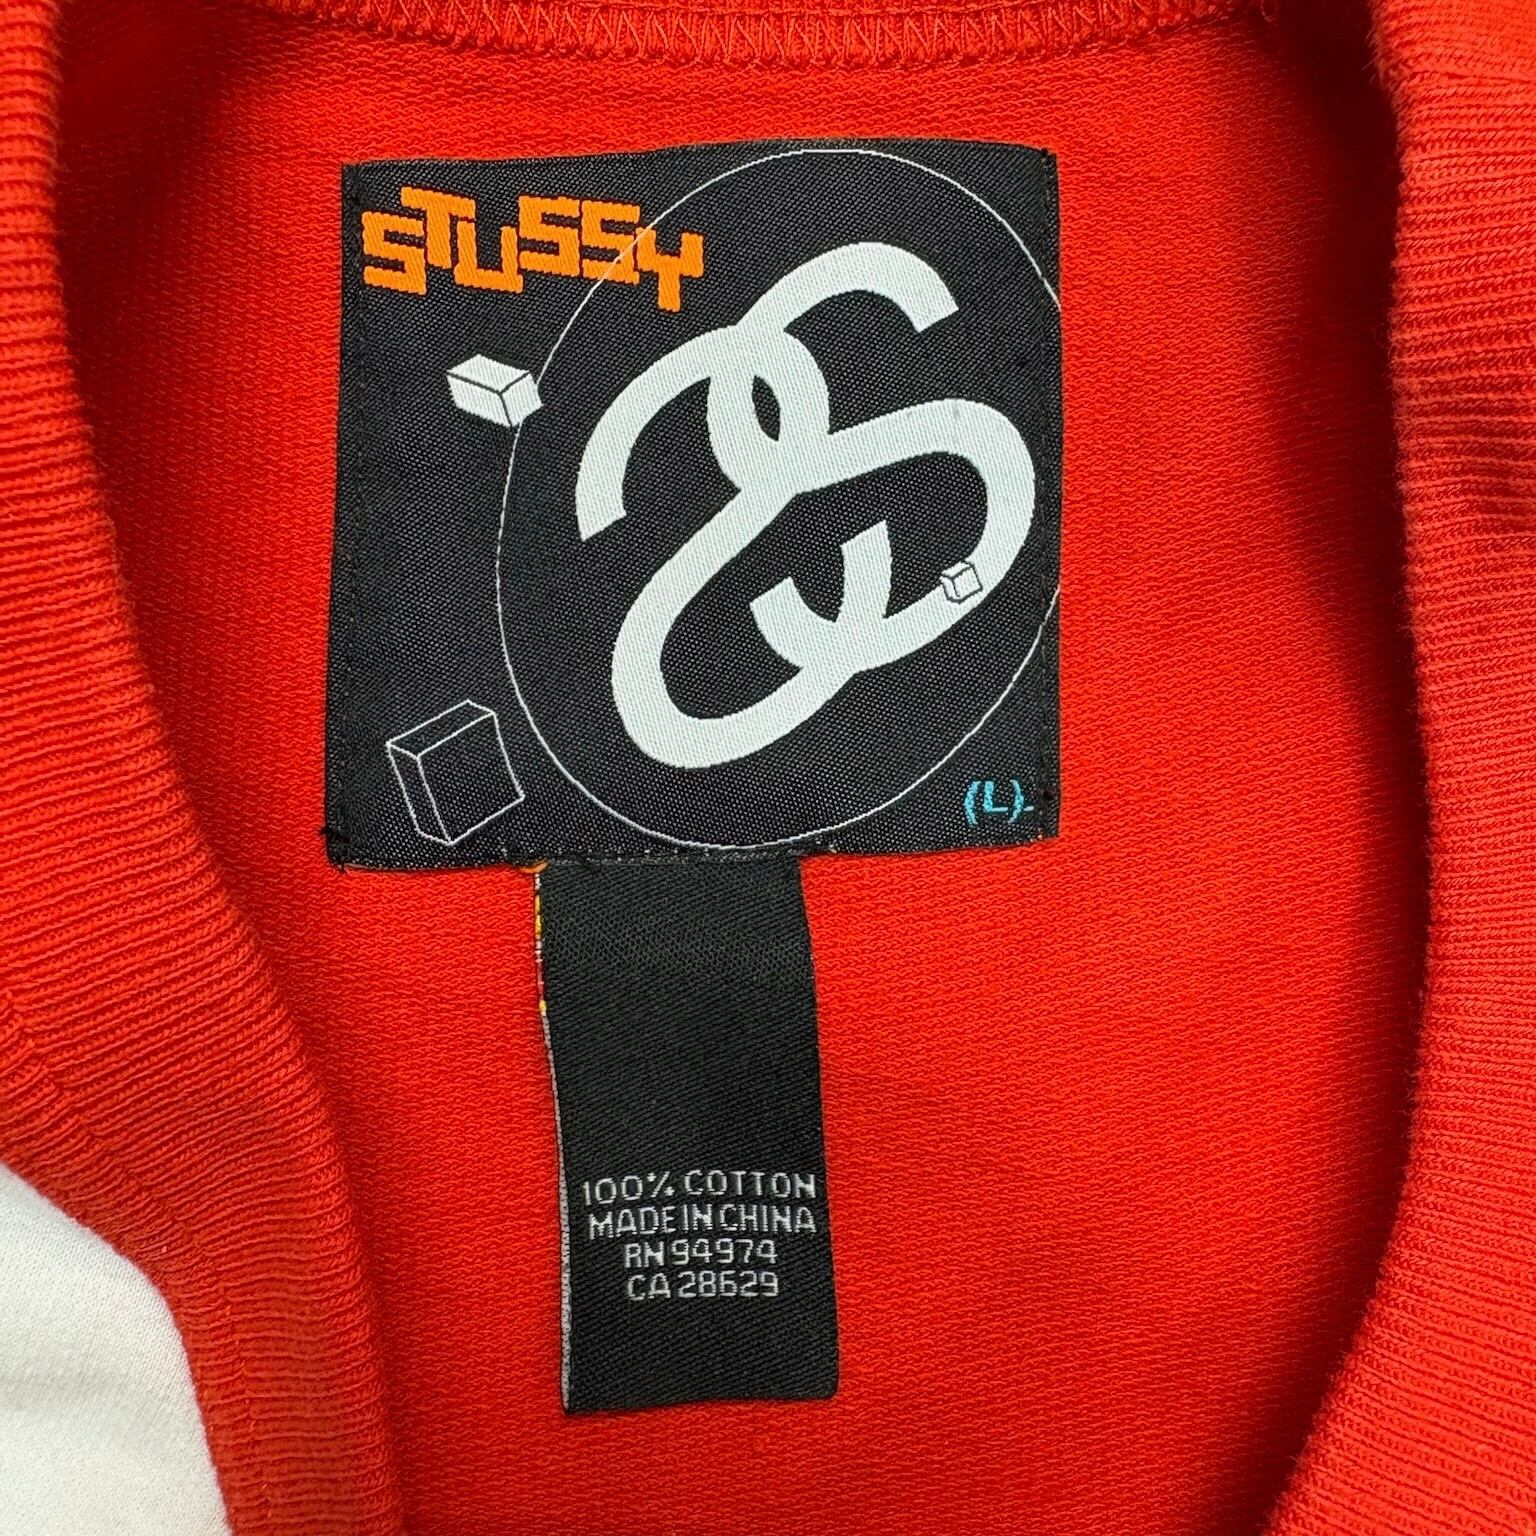 STUSSY
(L).
100% COTTON
MADE IN CHINA
RN 94974
CA 28629